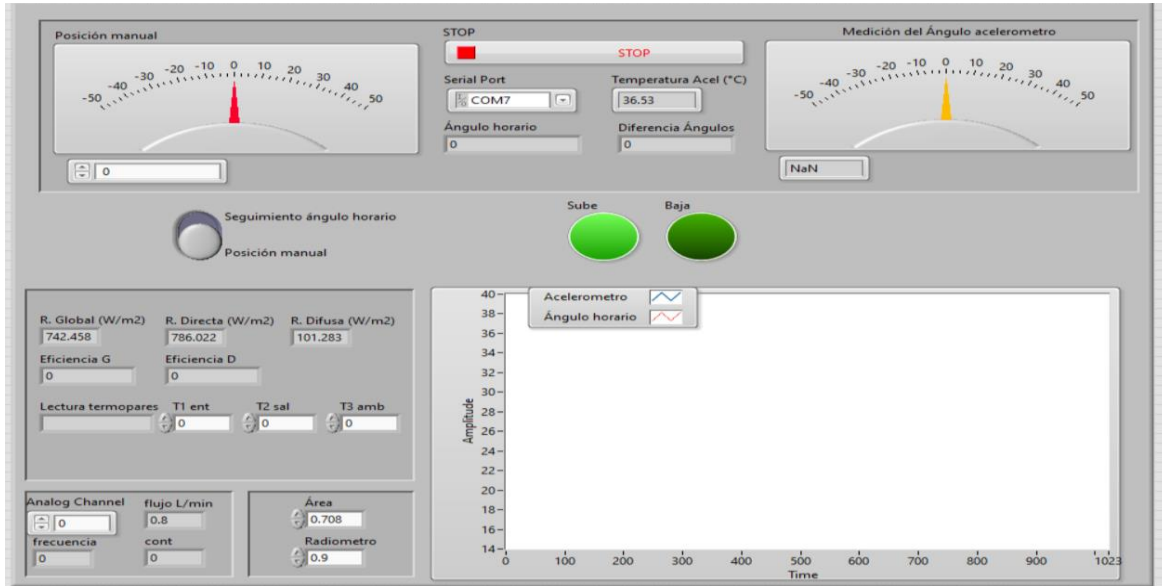 Posición manual
-50 -40 -30 -20 -10 0 10 20 30 40 50
0
STOP
STOP
Serial Port
COM7
Temperatura Acel (°C)
36.53
Ángulo horario
0
Diferencia Ángulos
0
Medición del Ángulo acelerometro
-50 -40 -30 -20 -10 0 10 20 30 40 50
NaN
Seguimiento ángulo horario
Posición manual
Sube
Baja
R. Global (W/m2) R. Directa (W/m2) R. Difusa (W/m2)
742.458 786.022 101.283
Eficiencia G Eficiencia D
0 0
Lectura termopares T1 ent T2 sal T3 amb
0 0 0
Analog Channel flujo L/min
0 0.8
frecuencia cont
0 0
Área
0.708
Radiometro
0.9
Acelerometro
Ángulo horario
Amplitude
40
38
36
34
32
30
28
26
24
22
20
18
16
14
0 100 200 300 400 500 600 700 800 900 1023
Time